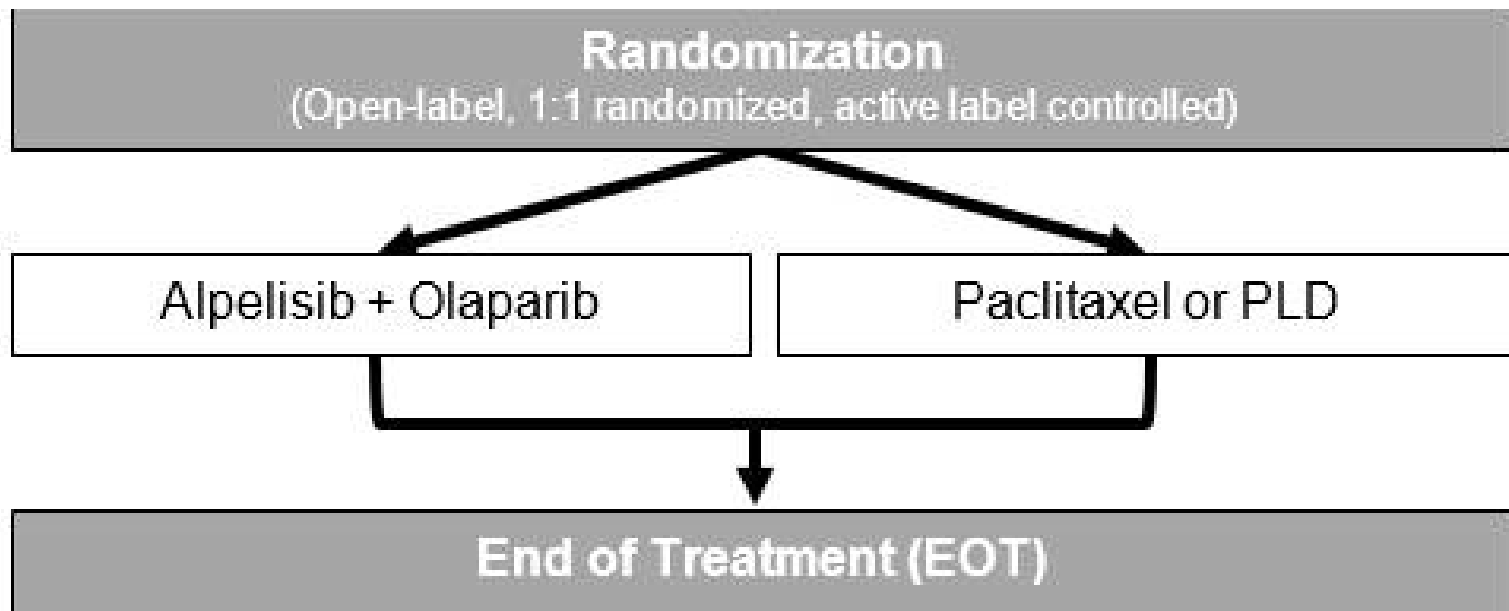 Randomization
(Open-label, 1:1 randomized, active label controlled)
Alpelisib + Olaparib
Paclitaxel or PLD
End of Treatment (EOT)